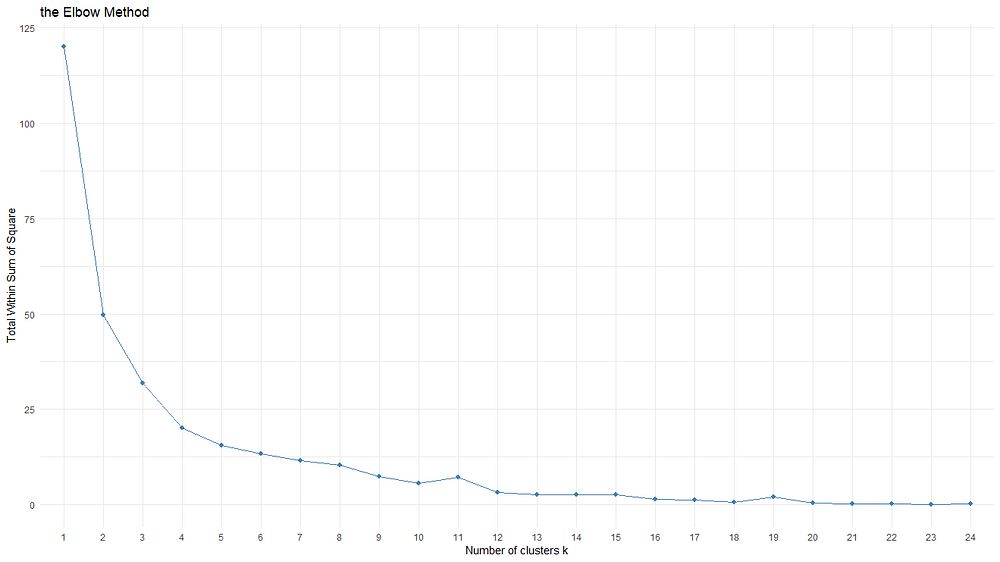 the Elbow Method
125
100
75
50
25
0
Total Within Sum of Square
1 2 3 4 5 6 7 8 9 10 11 12 13 14 15 16 17 18 19 20 21 22 23 24
Number of clusters k